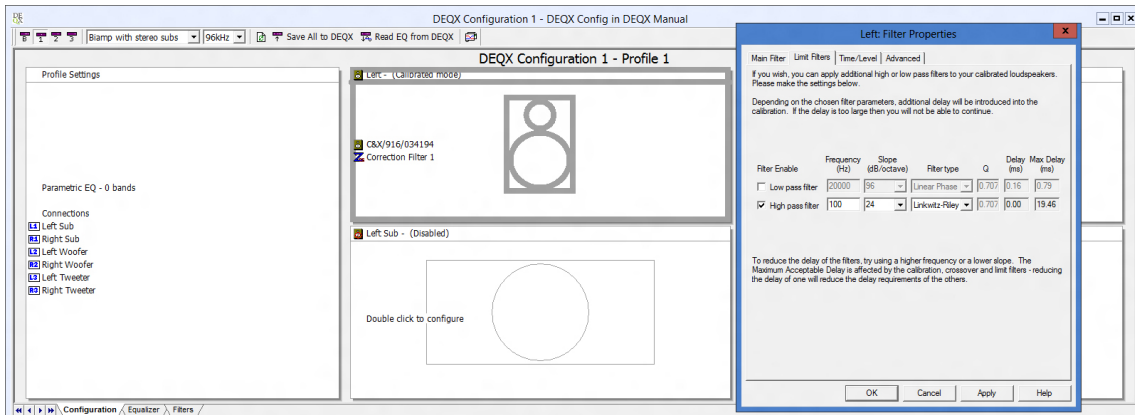 DEQX Configuration 1 - DEQX Config in DEQX Manual
B 1 2 3 Biamp with stereo subs 96kHz Save All to DEQX Read EQ from DEQX
DEQX Configuration 1 - Profile 1
Profile Settings
Parametric EQ - 0 bands
Connections
L1 Left Sub
R1 Right Sub
L2 Left Woofer
R2 Right Woofer
L3 Left Tweeter
R3 Right Tweeter
Left - (Calibrated mode)
C&X/916/034194
Correction Filter 1
Left Sub - (Disabled)
Double click to configure
Configuration Equalizer Filters
Left: Filter Properties
Main Filter Limit Filters Time/Level Advanced
If you wish, you can apply additional high or low pass filters to your calibrated loudspeakers.
Please make the settings below.
Depending on the chosen filter parameters, additional delay will be introduced into the
calibration. If the delay is too large then you will not be able to continue.
Filter Enable Frequency (Hz) Slope (dB/octave) Filter type Q Delay (ms) Max Delay (ms)
Low pass filter 20000 96 Linear Phase 0.707 0.16 0.79
High pass filter 100 24 Linkwitz-Riley 0.707 0.00 19.46
To reduce the delay of the filters, try using a higher frequency or a lower slope. The
Maximum Acceptable Delay is affected by the calibration, crossover and limit filters - reducing
the delay of one will reduce the delay requirements of the others.
OK Cancel Apply Help